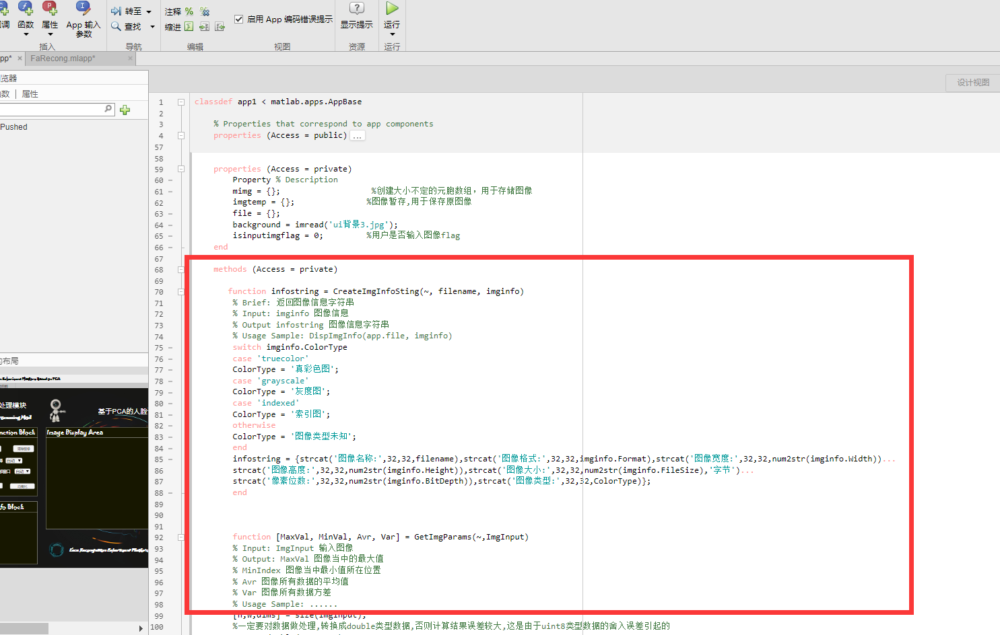 调
函数
属性
App 输入
参数
插入
转至
查找
导航
注释
缩进
编辑
启用 App 编码错误提示
视图
显示提示
资源
运行
运行
pp* ×
FaRecong.mlapp* ×
览器
数 | 属性
设计视图
Pushed
的布局
处理模块
基于PCA的人脸
nction Block
Image Display Area
fo Block
1 classdef app1 < matlab.apps.AppBase
2
3 % Properties that correspond to app components
4 properties (Access = public) ...
57
58
59 properties (Access = private)
60 Property % Description
61 mimg = {}; %创建大小不定的元胞数组，用于存储图像
62 imgtemp = {}; %图像暂存,用于保存原图像
63 file = {};
64 background = imread('ui背景3.jpg');
65 isinputimgflag = 0; %用户是否输入图像flag
66 end
67
68 methods (Access = private)
69
70 function infostring = CreateImgInfoSting(~, filename, imginfo)
71 % Brief: 返回图像信息字符串
72 % Input: imginfo 图像信息
73 % Output infostring 图像信息字符串
74 % Usage Sample: DispImgInfo(app.file, imginfo)
75 switch imginfo.ColorType
76 case 'truecolor'
77 ColorType = '真彩色图';
78 case 'grayscale'
79 ColorType = '灰度图';
80 case 'indexed'
81 ColorType = '索引图';
82 otherwise
83 ColorType = '图像类型未知';
84 end
85 infostring = {strcat('图像名称:',32,32,filename),strcat('图像格式:',32,32,imginfo.Format),strcat('图像宽度:',32,32,num2str(imginfo.Width))...
86 strcat('图像高度:',32,32,num2str(imginfo.Height)),strcat('图像大小:',32,32,num2str(imginfo.FileSize),'字节')...
87 strcat('像素位数:',32,32,num2str(imginfo.BitDepth)),strcat('图像类型:',32,32,ColorType)};
88 end
89
90
91
92 function [MaxVal, MinVal, Avr, Var] = GetImgParams(~,ImgInput)
93 % Input: ImgInput 输入图像
94 % Output: MaxVal 图像当中的最大值
95 % MinIndex 图像当中最小值所在位置
96 % Avr 图像所有数据的平均值
97 % Var 图像所有数据方差
98 % Usage Sample: ......
99 [h,w,dims] = size(ImgInput);
100 %一定要对数据做处理,转换成double类型数据,否则计算结果误差较大,这是由于uint8类型数据的舍入误差引起的